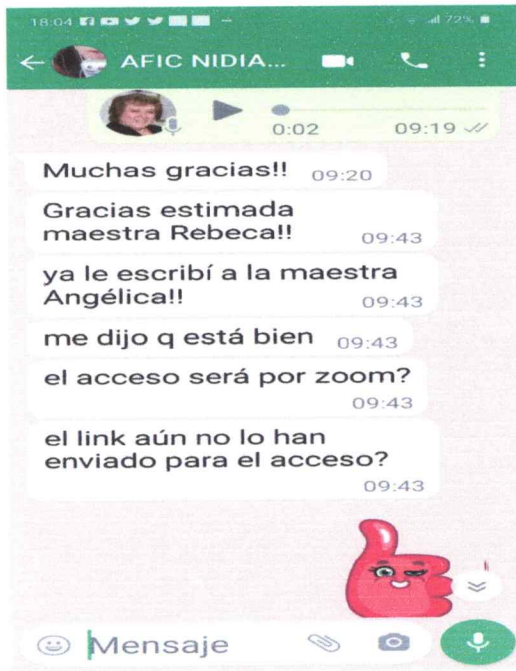 18:04 72%
AFIC NIDIA...
0:02 09:19
Muchas gracias!! 09:20
Gracias estimada
maestra Rebeca!! 09:43
ya le escribí a la maestra
Angélica!! 09:43
me dijo q está bien 09:43
el acceso será por zoom?
09:43
el link aún no lo han
enviado para el acceso?
09:43
Mensaje